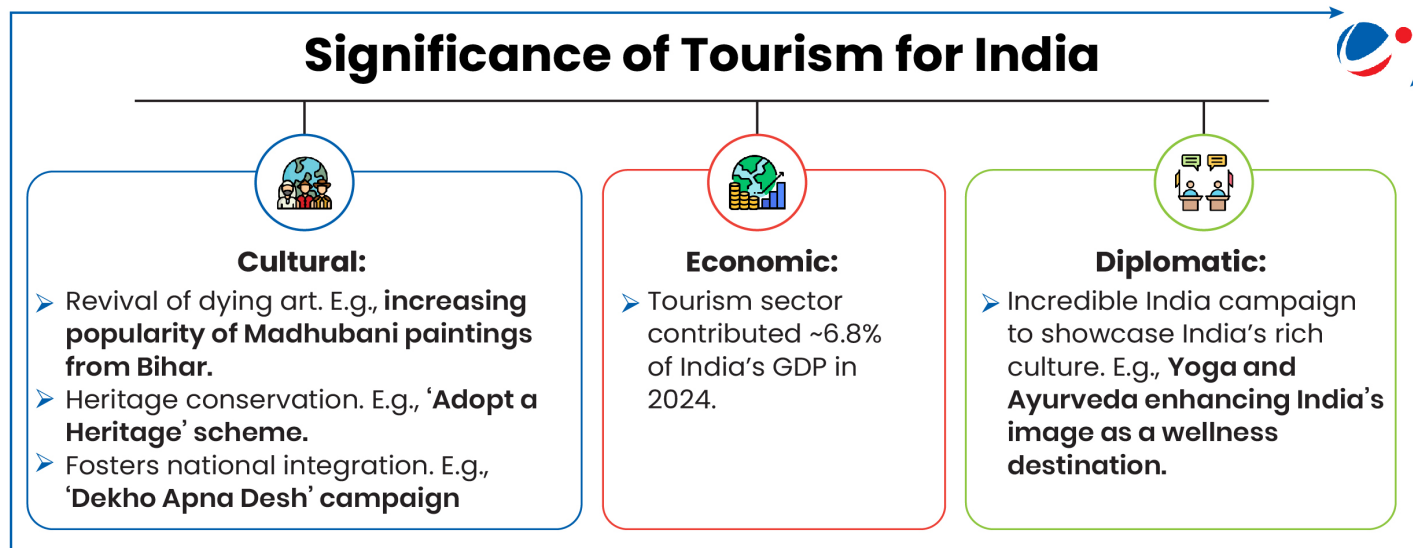 Significance of Tourism for India
Cultural:
➢ Revival of dying art. E.g., increasing
popularity of Madhubani paintings
from Bihar.
➢ Heritage conservation. E.g., ‘Adopt a
Heritage’ scheme.
➢ Fosters national integration. E.g.,
‘Dekho Apna Desh’ campaign
Economic:
➢ Tourism sector
contributed ~6.8%
of India’s GDP in
2024.
Diplomatic:
➢ Incredible India campaign
to showcase India’s rich
culture. E.g., Yoga and
Ayurveda enhancing India’s
image as a wellness
destination.